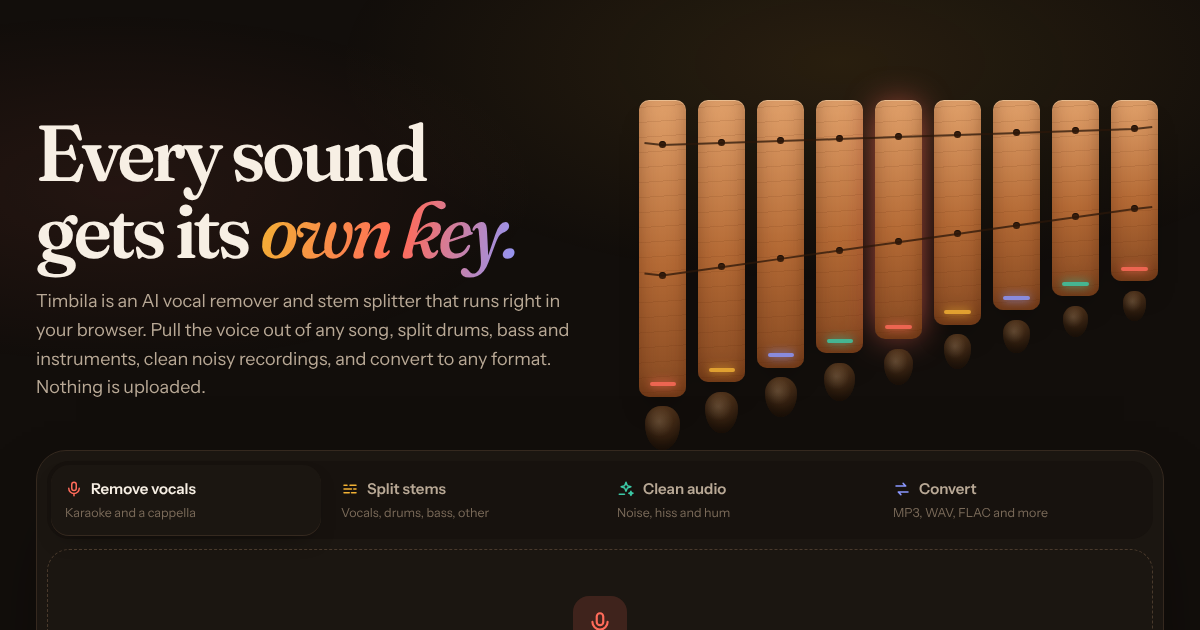 Every sound
gets its own key.
Timbila is an AI vocal remover and stem splitter that runs right in
your browser. Pull the voice out of any song, split drums, bass and
instruments, clean noisy recordings, and convert to any format.
Nothing is uploaded.
Remove vocals
Karaoke and a cappella
Split stems
Vocals, drums, bass, other
Clean audio
Noise, hiss and hum
Convert
MP3, WAV, FLAC and more